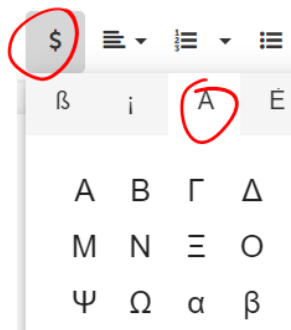 $
ß ¡ Α É
Α Β Γ Δ
Μ Ν Ξ Ο
Ψ Ω α β